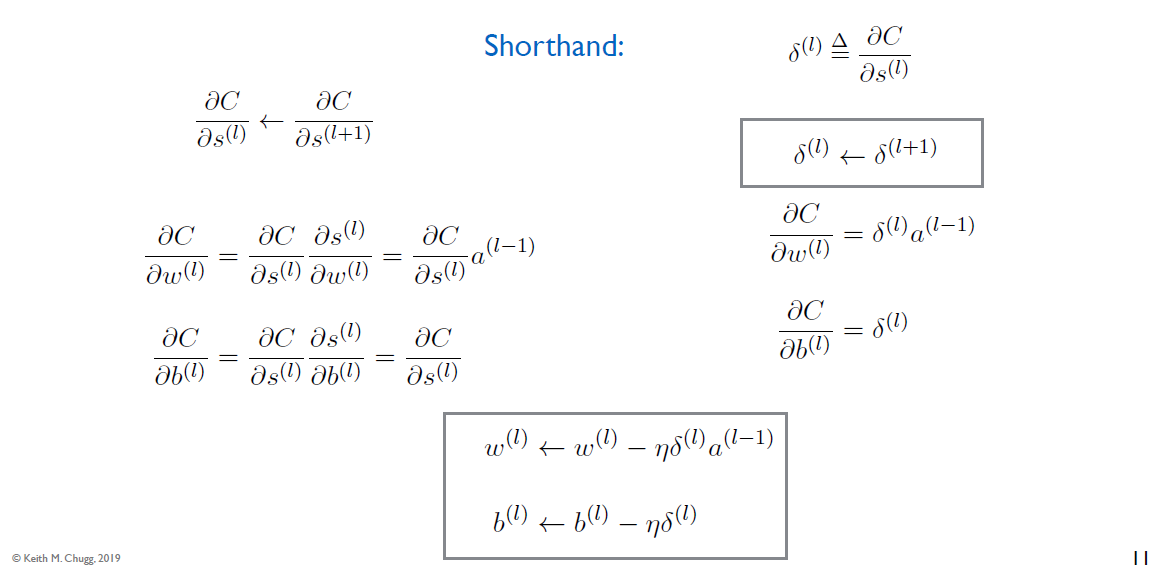 Shorthand:
δ^(l) ≜ ∂C/∂s^(l)
∂C/∂s^(l) ← ∂C/∂s^(l+1)
δ^(l) ← δ^(l+1)
∂C/∂w^(l) = ∂C/∂s^(l) ∂s^(l)/∂w^(l) = ∂C/∂s^(l) a^(l−1)
∂C/∂w^(l) = δ^(l) a^(l−1)
∂C/∂b^(l) = ∂C/∂s^(l) ∂s^(l)/∂b^(l) = ∂C/∂s^(l)
∂C/∂b^(l) = δ^(l)
w^(l) ← w^(l) − ηδ^(l) a^(l−1)
b^(l) ← b^(l) − ηδ^(l)
© Keith M. Chugg, 2019
11